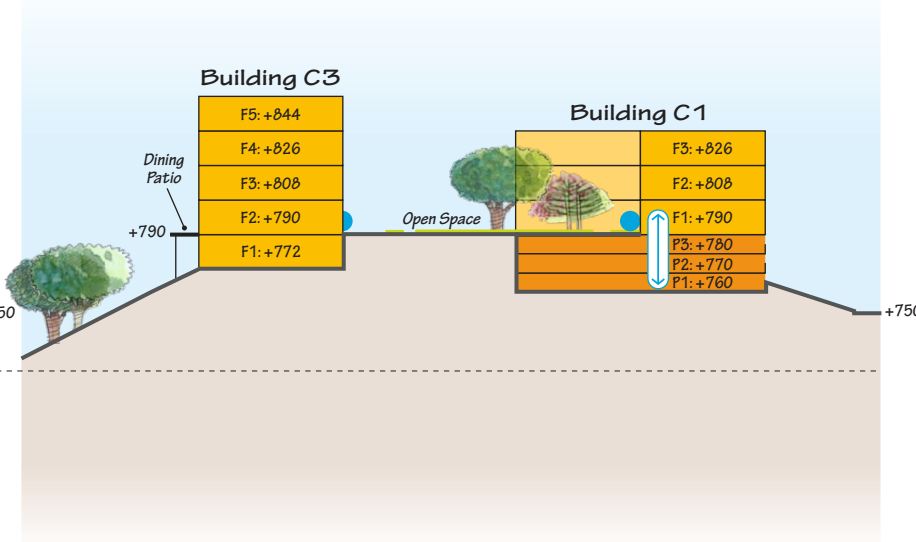 Building C3
F5: +844
F4: +826
F3: +808
F2: +790
F1: +772
Dining
Patio
+790
Open Space
Building C1
F3: +826
F2: +808
F1: +790
P3: +780
P2: +770
P1: +760
50
+750